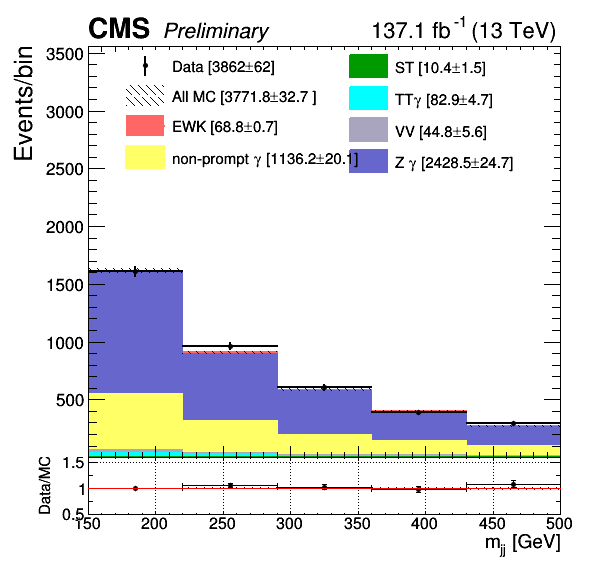 CMS Preliminary 137.1 fb⁻¹ (13 TeV)
Events/bin
Data [3862±62]
All MC [3771.8±32.7 ]
EWK [68.8±0.7]
non-prompt γ [1136.2±20.1]
ST [10.4±1.5]
TTγ [82.9±4.7]
VV [44.8±5.6]
Z γ [2428.5±24.7]
3500
3000
2500
2000
1500
1000
500
Data/MC
1.5
1
0.5
150 200 250 300 350 400 450 500
m_jj [GeV]